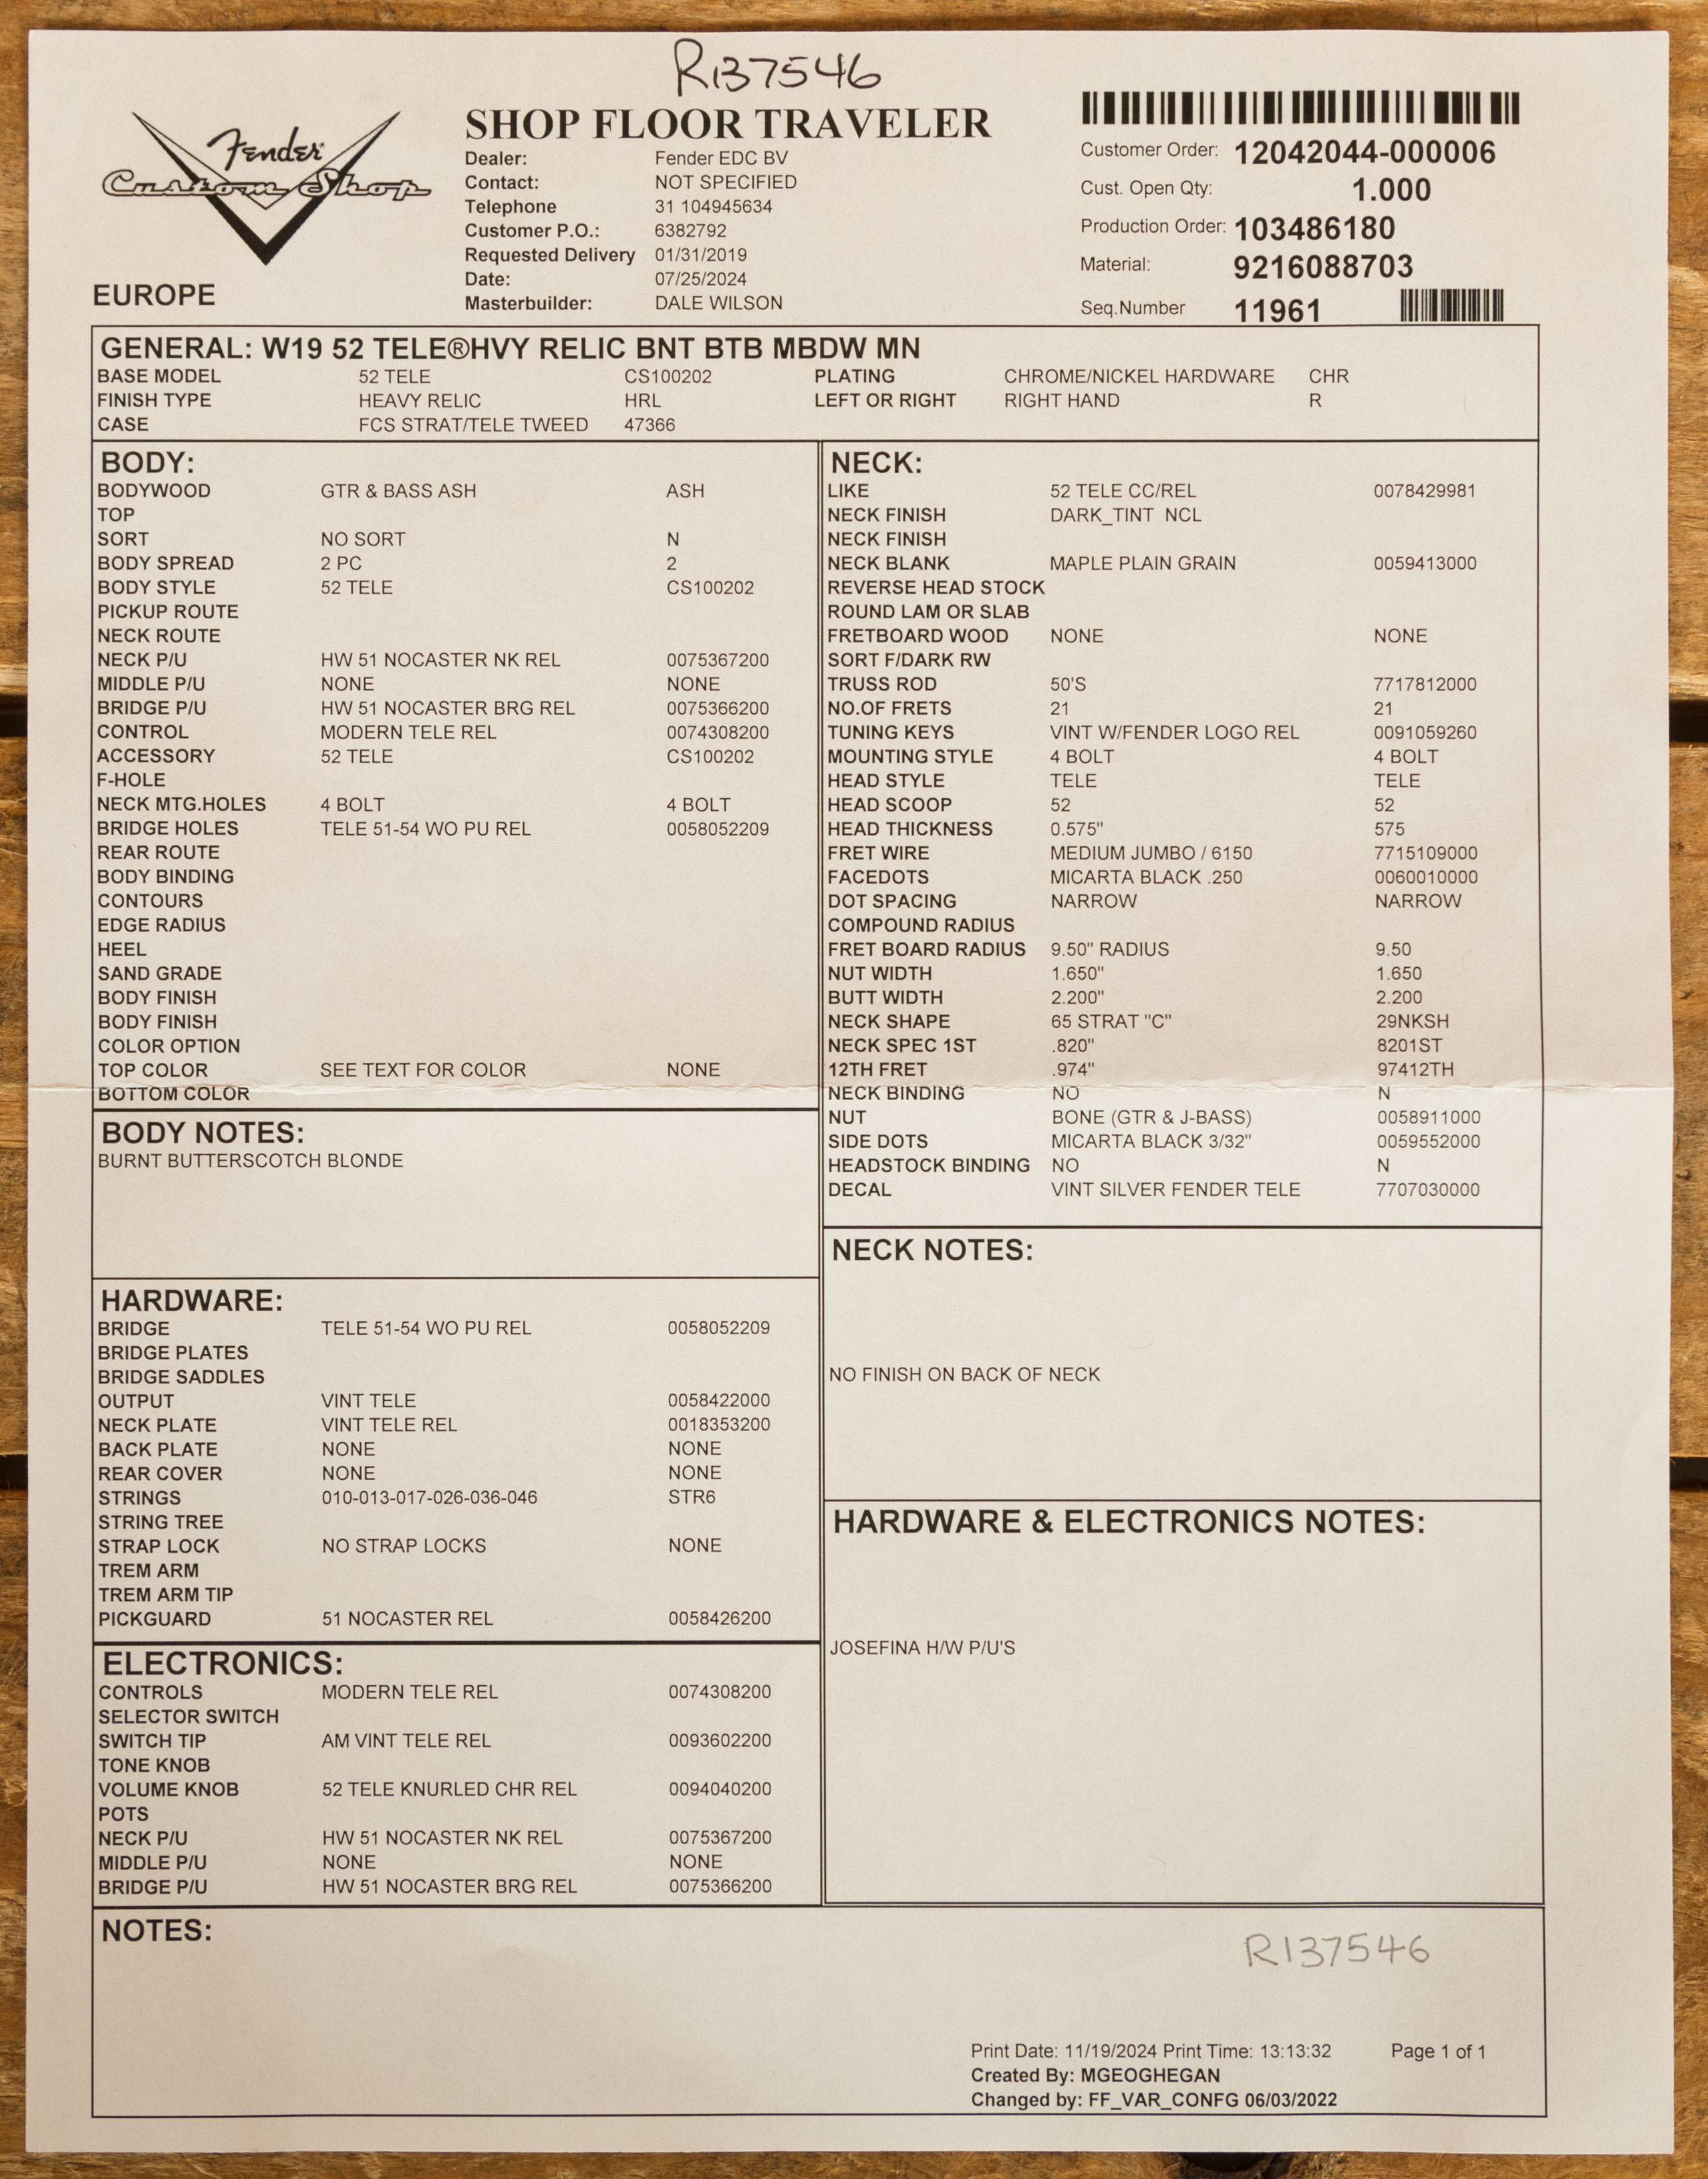 R137546
Fender
Custom Shop
EUROPE
SHOP FLOOR TRAVELER
Dealer: Fender EDC BV
Contact: NOT SPECIFIED
Telephone 31 104945634
Customer P.O.: 6382792
Requested Delivery 01/31/2019
Date: 07/25/2024
Masterbuilder: DALE WILSON
Customer Order: 12042044-000006
Cust. Open Qty: 1.000
Production Order: 103486180
Material: 9216088703
Seq.Number 11961
GENERAL: W19 52 TELE®HVY RELIC BNT BTB MBDW MN
BASE MODEL 52 TELE CS100202 PLATING CHROME/NICKEL HARDWARE CHR
FINISH TYPE HEAVY RELIC HRL LEFT OR RIGHT RIGHT HAND R
CASE FCS STRAT/TELE TWEED 47366
BODY:
BODYWOOD GTR & BASS ASH ASH
TOP
SORT NO SORT N
BODY SPREAD 2 PC 2
BODY STYLE 52 TELE CS100202
PICKUP ROUTE
NECK ROUTE
NECK P/U HW 51 NOCASTER NK REL 0075367200
MIDDLE P/U NONE NONE
BRIDGE P/U HW 51 NOCASTER BRG REL 0075366200
CONTROL MODERN TELE REL 0074308200
ACCESSORY 52 TELE CS100202
F-HOLE
NECK MTG.HOLES 4 BOLT 4 BOLT
BRIDGE HOLES TELE 51-54 WO PU REL 0058052209
REAR ROUTE
BODY BINDING
CONTOURS
EDGE RADIUS
HEEL
SAND GRADE
BODY FINISH
BODY FINISH
COLOR OPTION
TOP COLOR SEE TEXT FOR COLOR NONE
BOTTOM COLOR
BODY NOTES:
BURNT BUTTERSCOTCH BLONDE
HARDWARE:
BRIDGE TELE 51-54 WO PU REL 0058052209
BRIDGE PLATES
BRIDGE SADDLES
OUTPUT VINT TELE 0058422000
NECK PLATE VINT TELE REL 0018353200
BACK PLATE NONE NONE
REAR COVER NONE NONE
STRINGS 010-013-017-026-036-046 STR6
STRING TREE
STRAP LOCK NO STRAP LOCKS NONE
TREM ARM
TREM ARM TIP
PICKGUARD 51 NOCASTER REL 0058426200
ELECTRONICS:
CONTROLS MODERN TELE REL 0074308200
SELECTOR SWITCH
SWITCH TIP AM VINT TELE REL 0093602200
TONE KNOB
VOLUME KNOB 52 TELE KNURLED CHR REL 0094040200
POTS
NECK P/U HW 51 NOCASTER NK REL 0075367200
MIDDLE P/U NONE NONE
BRIDGE P/U HW 51 NOCASTER BRG REL 0075366200
NECK:
LIKE 52 TELE CC/REL 0078429981
NECK FINISH DARK_TINT NCL
NECK FINISH
NECK BLANK MAPLE PLAIN GRAIN 0059413000
REVERSE HEAD STOCK
ROUND LAM OR SLAB
FRETBOARD WOOD NONE NONE
SORT F/DARK RW
TRUSS ROD 50'S 7717812000
NO.OF FRETS 21 21
TUNING KEYS VINT W/FENDER LOGO REL 0091059260
MOUNTING STYLE 4 BOLT 4 BOLT
HEAD STYLE TELE TELE
HEAD SCOOP 52 52
HEAD THICKNESS 0.575" 575
FRET WIRE MEDIUM JUMBO / 6150 7715109000
FACEDOTS MICARTA BLACK .250 0060010000
DOT SPACING NARROW NARROW
COMPOUND RADIUS
FRET BOARD RADIUS 9.50" RADIUS 9.50
NUT WIDTH 1.650" 1.650
BUTT WIDTH 2.200" 2.200
NECK SHAPE 65 STRAT "C" 29NKSH
NECK SPEC 1ST .820" 8201ST
12TH FRET .974" 97412TH
NECK BINDING NO N
NUT BONE (GTR & J-BASS) 0058911000
SIDE DOTS MICARTA BLACK 3/32" 0059552000
HEADSTOCK BINDING NO N
DECAL VINT SILVER FENDER TELE 7707030000
NECK NOTES:
NO FINISH ON BACK OF NECK
HARDWARE & ELECTRONICS NOTES:
JOSEFINA H/W P/U'S
NOTES:
R137546
Print Date: 11/19/2024 Print Time: 13:13:32 Page 1 of 1
Created By: MGEOGHEGAN
Changed by: FF_VAR_CONFG 06/03/2022